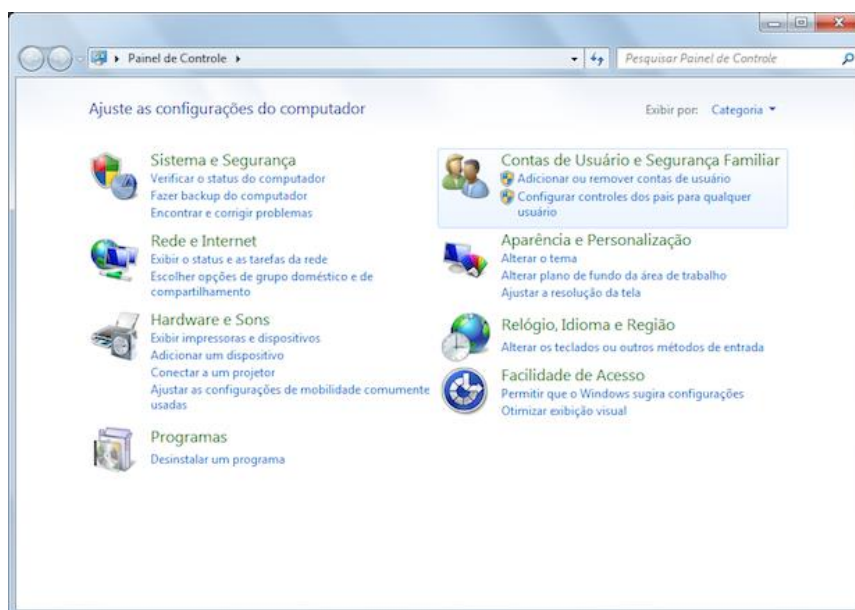 Painel de Controle
Pesquisar Painel de Controle
Ajuste as configurações do computador
Exibir por: Categoria
Sistema e Segurança
Verificar o status do computador
Fazer backup do computador
Encontrar e corrigir problemas
Rede e Internet
Exibir o status e as tarefas da rede
Escolher opções de grupo doméstico e de
compartilhamento
Hardware e Sons
Exibir impressoras e dispositivos
Adicionar um dispositivo
Conectar a um projetor
Ajustar as configurações de mobilidade comumente
usadas
Programas
Desinstalar um programa
Contas de Usuário e Segurança Familiar
Adicionar ou remover contas de usuário
Configurar controles dos pais para qualquer
usuário
Aparência e Personalização
Alterar o tema
Alterar plano de fundo da área de trabalho
Ajustar a resolução da tela
Relógio, Idioma e Região
Alterar os teclados ou outros métodos de entrada
Facilidade de Acesso
Permitir que o Windows sugira configurações
Otimizar exibição visual